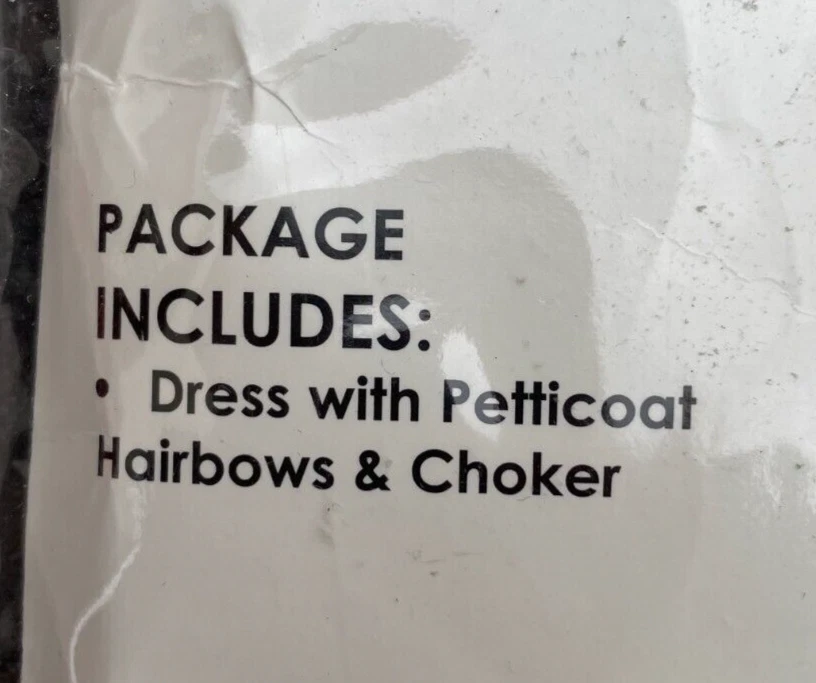 PACKAGE
INCLUDES:
• Dress with Petticoat
Hairbows & Choker